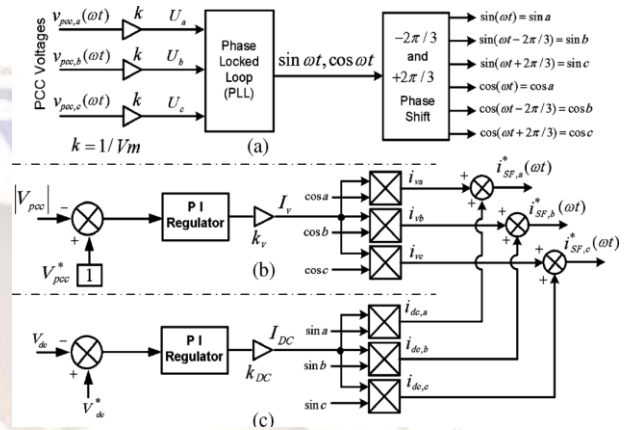 PCC Voltages
v_pcc,a(ωt) k U_a
v_pcc,b(ωt) k U_b
v_pcc,c(ωt) k U_c
k = 1/Vm
Phase
Locked
Loop
(PLL)
sin ωt, cos ωt
−2π/3
and
+2π/3
Phase
Shift
sin(ωt) = sin a
sin(ωt−2π/3) = sin b
sin(ωt+2π/3) = sin c
cos(ωt) = cos a
cos(ωt−2π/3) = cos b
cos(ωt+2π/3) = cos c
(a)
|V_pcc| −
+
V*_pcc 1
P I
Regulator
I_v
k_v
cos a
cos b
cos c
i_va
i_vb
i_vc
+ + i*_SF,a(ωt)
+ + i*_SF,b(ωt)
+ + i*_SF,c(ωt)
(b)
V_dc −
+
V*_dc
P I
Regulator
I_DC
k_DC
sin a
sin b
sin c
i_dc,a
i_dc,b
i_dc,c
(c)